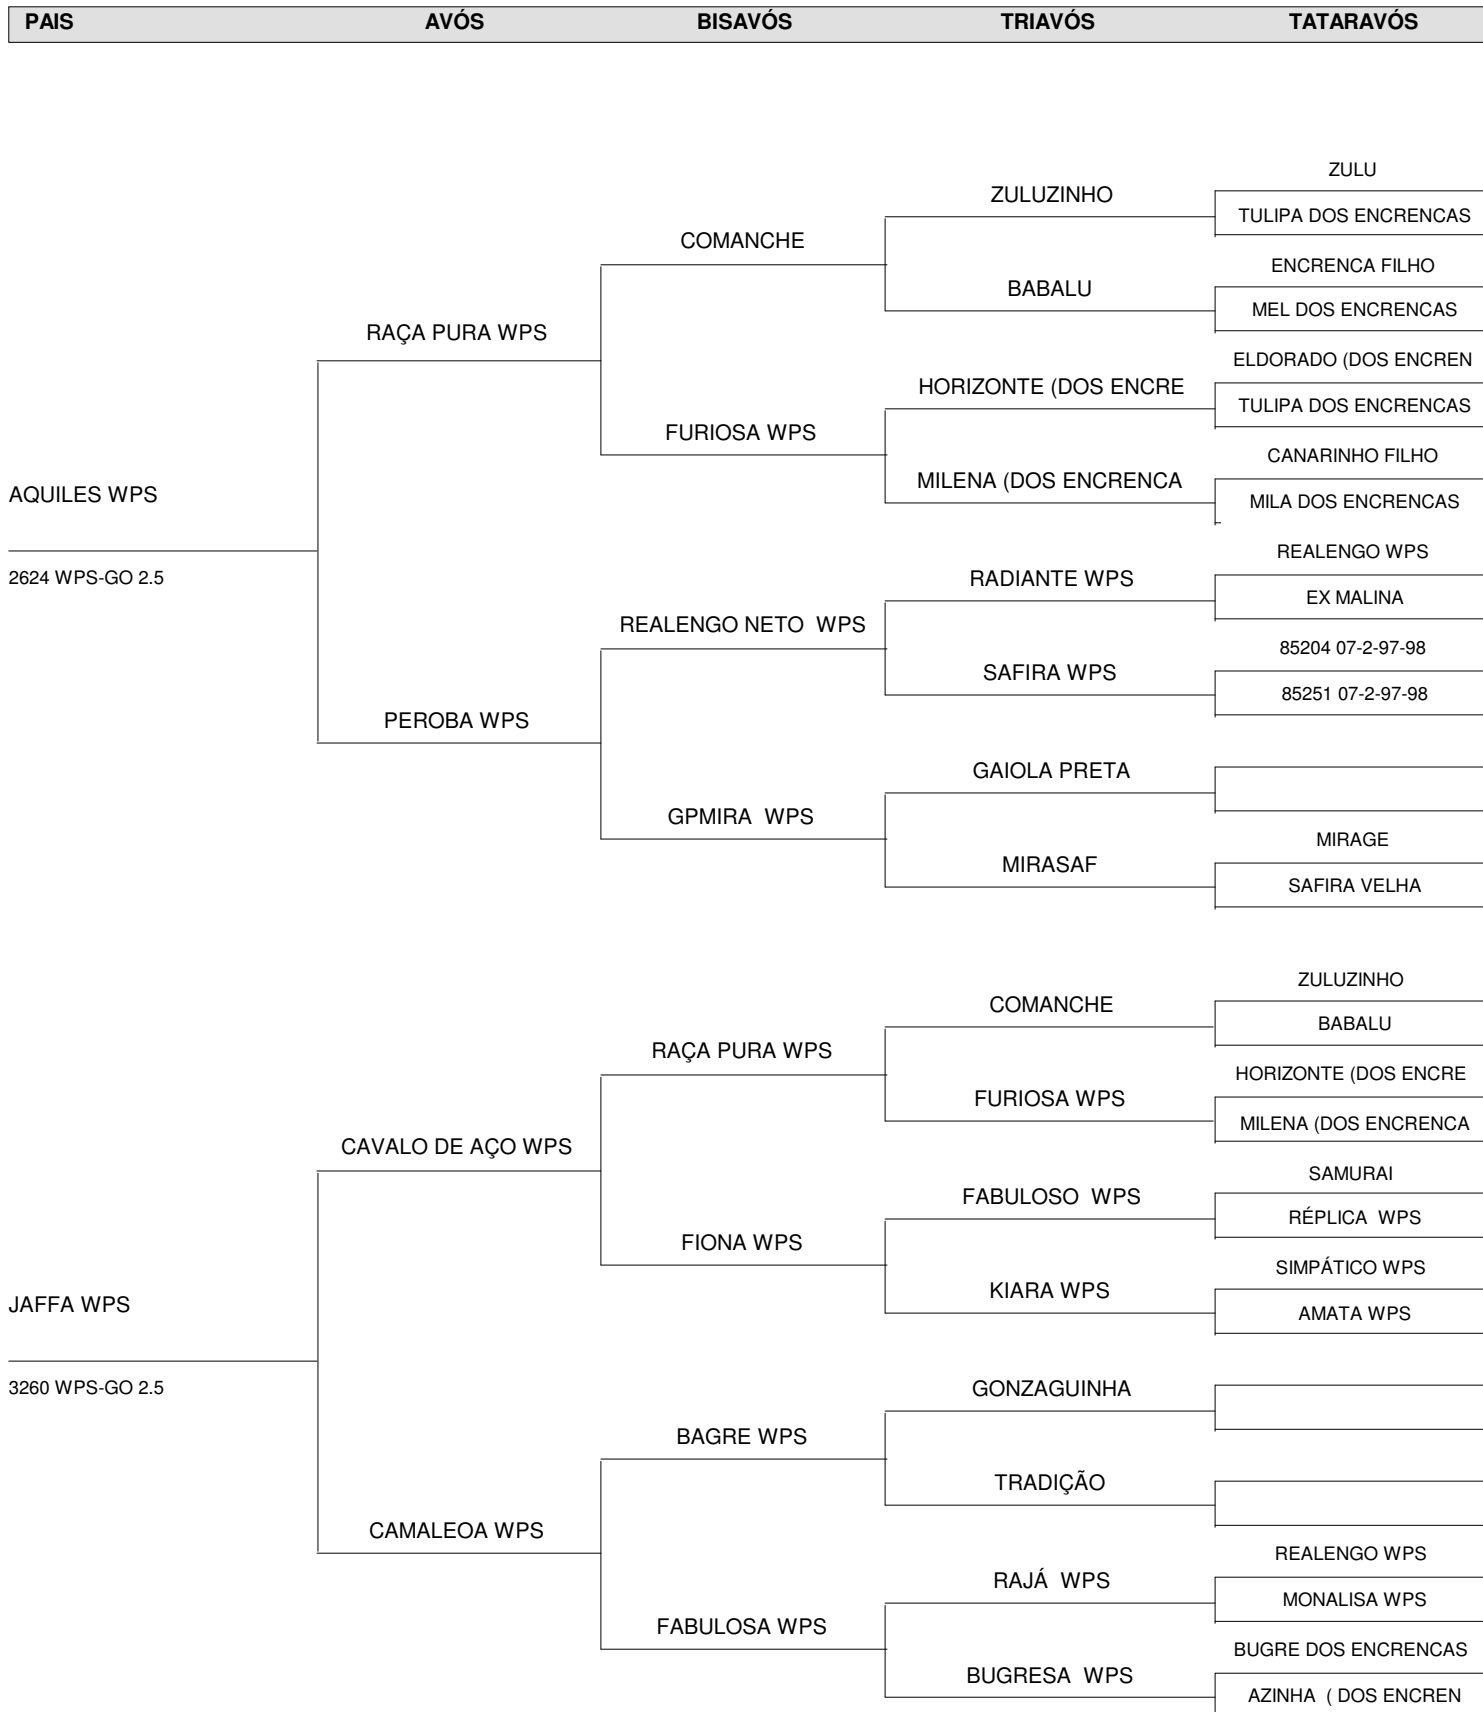 PAIS AVÓS BISAVÓS TRIAVÓS TATARAVÓS
ZULU
ZULUZINHO
TULIPA DOS ENCRENCAS
COMANCHE
ENCRENCA FILHO
BABALU
MEL DOS ENCRENCAS
RAÇA PURA WPS
ELDORADO (DOS ENCREN
HORIZONTE (DOS ENCRE
TULIPA DOS ENCRENCAS
FURIOSA WPS
CANARINHO FILHO
MILENA (DOS ENCRENCA
AQUILES WPS
MILA DOS ENCRENCAS
REALENGO WPS
2624 WPS-GO 2.5
RADIANTE WPS
EX MALINA
REALENGO NETO  WPS
85204 07-2-97-98
SAFIRA WPS
85251 07-2-97-98
PEROBA WPS
GAIOLA PRETA
GPMIRA  WPS
MIRAGE
MIRASAF
SAFIRA VELHA
ZULUZINHO
COMANCHE
BABALU
RAÇA PURA WPS
HORIZONTE (DOS ENCRE
FURIOSA WPS
MILENA (DOS ENCRENCA
CAVALO DE AÇO WPS
SAMURAI
FABULOSO  WPS
RÉPLICA  WPS
FIONA WPS
SIMPÁTICO WPS
KIARA WPS
JAFFA WPS
AMATA WPS
3260 WPS-GO 2.5
GONZAGUINHA
BAGRE WPS
TRADIÇÃO
CAMALEOA WPS
REALENGO WPS
RAJÁ  WPS
MONALISA WPS
FABULOSA WPS
BUGRE DOS ENCRENCAS
BUGRESA  WPS
AZINHA  ( DOS ENCREN